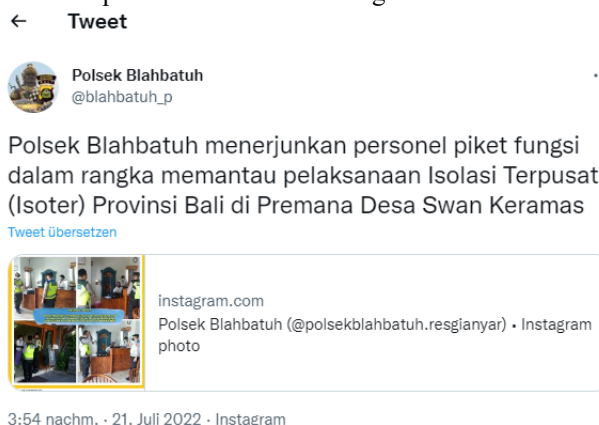 Tweet
Polsek Blahbatuh
@blahbatuh_p
Polsek Blahbatuh menerjunkan personel piket fungsi
dalam rangka memantau pelaksanaan Isolasi Terpusat
(Isoter) Provinsi Bali di Premana Desa Swan Keramas
Tweet übersetzen
instagram.com
Polsek Blahbatuh (@polsekblahbatuh.resgianyar) • Instagram
photo
3:54 nachm. · 21. Juli 2022 · Instagram